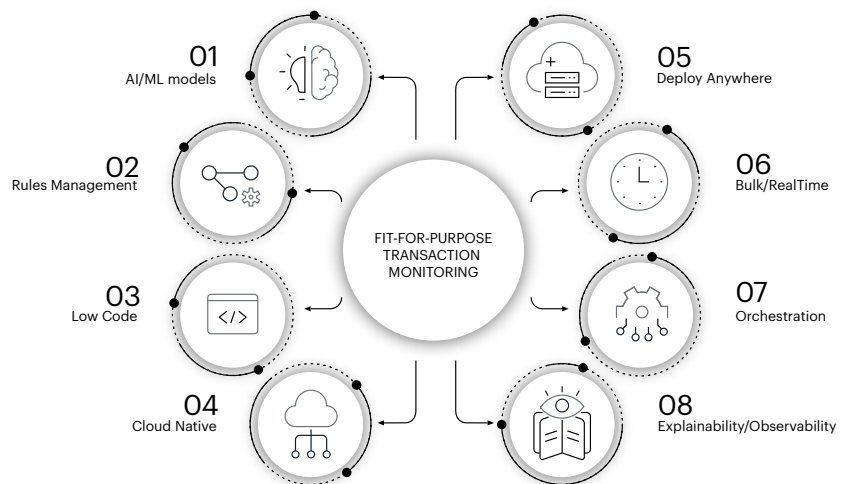 01
AI/ML models
02
Rules Management
03
Low Code
</>
04
Cloud Native
FIT-FOR-PURPOSE
TRANSACTION
MONITORING
05
Deploy Anywhere
06
Bulk/RealTime
07
Orchestration
08
Explainability/Observability